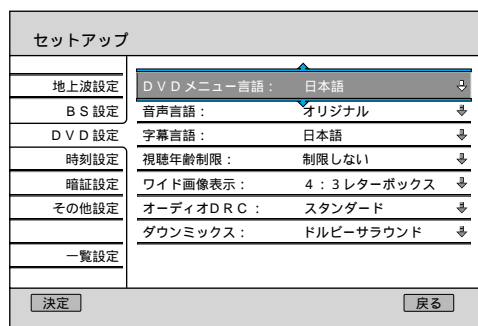 セットアップ
地上波設定
BS設定
DVD設定
時刻設定
暗証設定
その他設定
一覧設定
DVDメニュー言語： 日本語
音声言語： オリジナル
字幕言語： 日本語
視聴年齢制限： 制限しない
ワイド画像表示： 4：3レターボックス
オーディオDRC： スタンダード
ダウンミックス： ドルビーサラウンド
決定
戻る